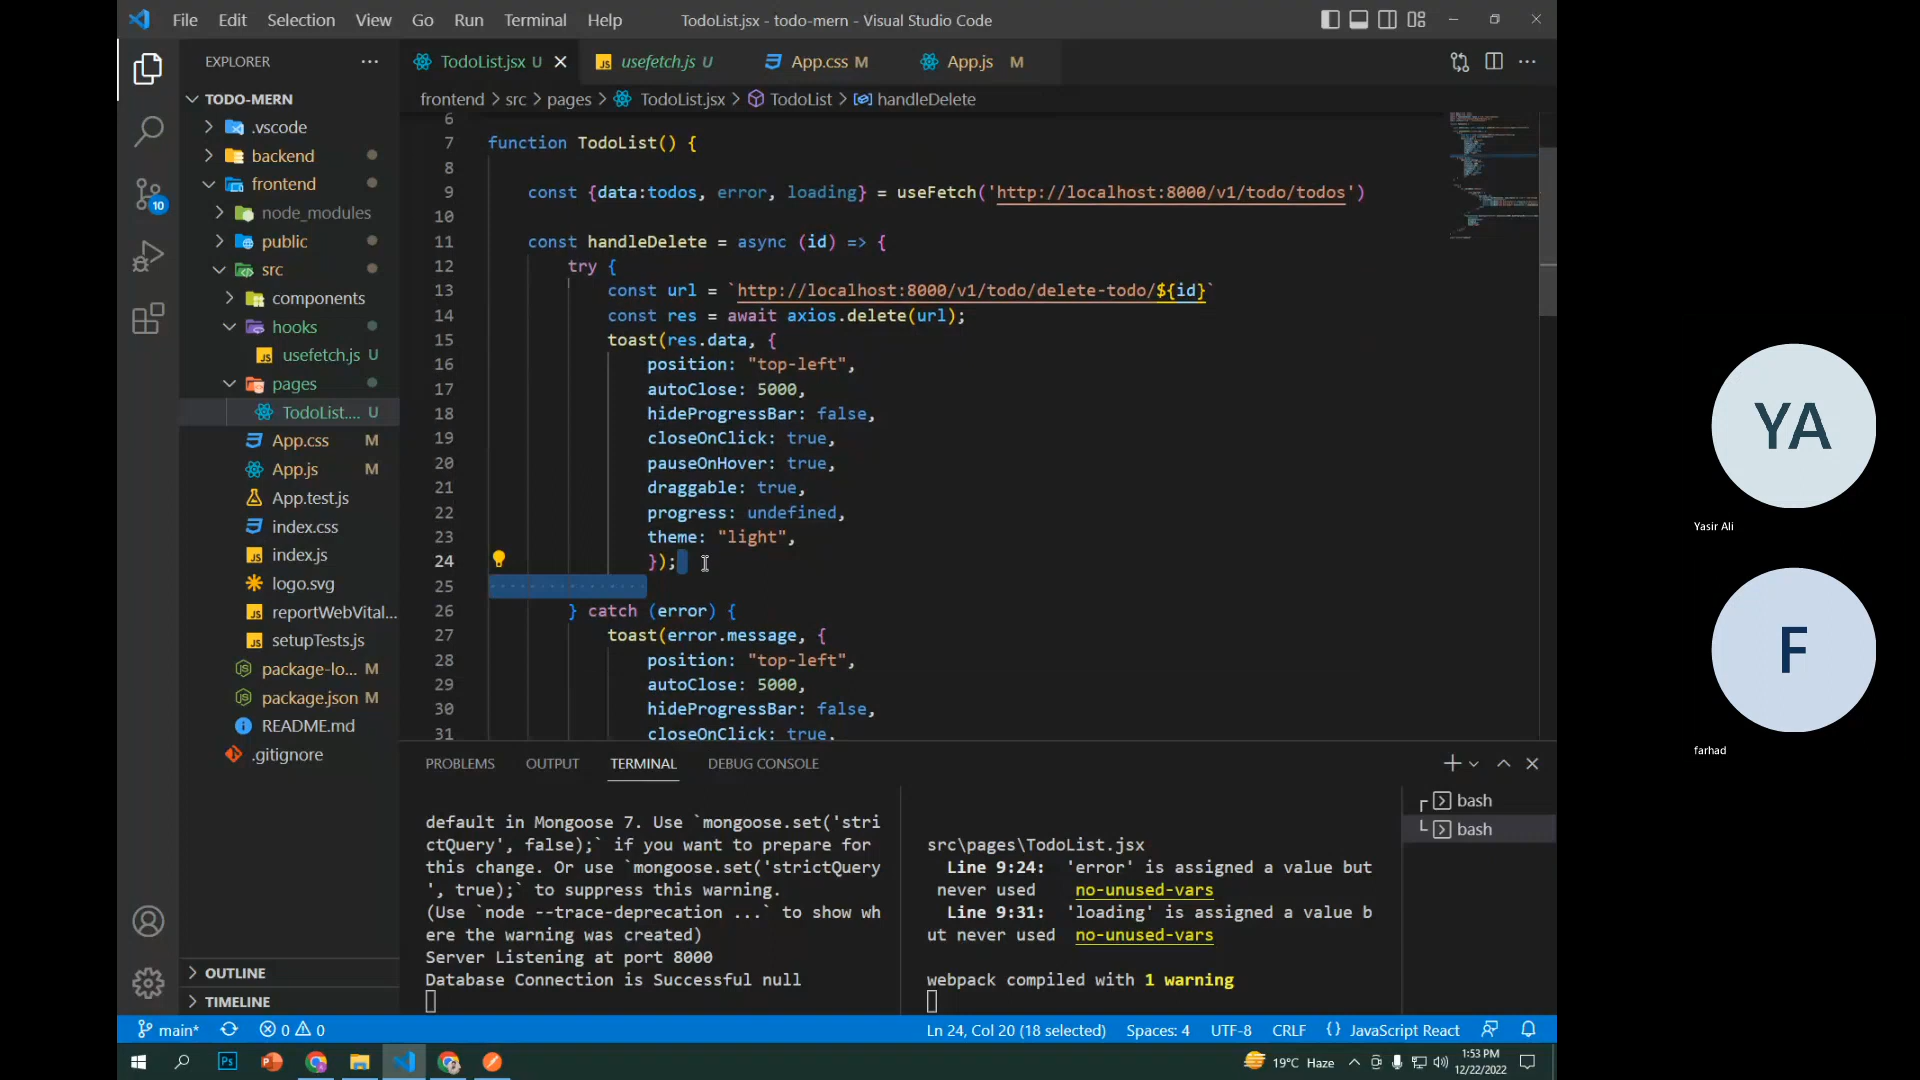 File Edit Selection View Go Run Terminal Help
TodoList.jsx - todo-mern - Visual Studio Code
EXPLORER
TodoList.jsx U
usefetch.js U
App.css M
App.js M
frontend > src > pages > TodoList.jsx > TodoList > handleDelete
TODO-MERN
.vscode
backend
frontend
node_modules
public
src
components
hooks
usefetch.js U
pages
TodoList.... U
App.css M
App.js M
App.test.js
index.css
index.js
logo.svg
reportWebVital...
setupTests.js
package-lo... M
package.json M
README.md
.gitignore
OUTLINE
TIMELINE
10
6
7 function TodoList() {
8
9 const {data:todos, error, loading} = useFetch('http://localhost:8000/v1/todo/todos')
10
11 const handleDelete = async (id) => {
12 try {
13 const url = `http://localhost:8000/v1/todo/delete-todo/${id}`
14 const res = await axios.delete(url);
15 toast(res.data, {
16 position: "top-left",
17 autoClose: 5000,
18 hideProgressBar: false,
19 closeOnClick: true,
20 pauseOnHover: true,
21 draggable: true,
22 progress: undefined,
23 theme: "light",
24 });
25
26 } catch (error) {
27 toast(error.message, {
28 position: "top-left",
29 autoClose: 5000,
30 hideProgressBar: false,
31 closeOnClick: true,
PROBLEMS OUTPUT TERMINAL DEBUG CONSOLE
default in Mongoose 7. Use `mongoose.set('stri
ctQuery', false);` if you want to prepare for
this change. Or use `mongoose.set('strictQuery
', true);` to suppress this warning.
(Use `node --trace-deprecation ...` to show wh
ere the warning was created)
Server Listening at port 8000
Database Connection is Successful null
src\pages\TodoList.jsx
Line 9:24: 'error' is assigned a value but
never used no-unused-vars
Line 9:31: 'loading' is assigned a value b
ut never used no-unused-vars
webpack compiled with 1 warning
bash
bash
main* 0 0
Ln 24, Col 20 (18 selected) Spaces: 4 UTF-8 CRLF {} JavaScript React
Ps
19°C Haze
1:53 PM
12/22/2022
YA
Yasir Ali
F
farhad